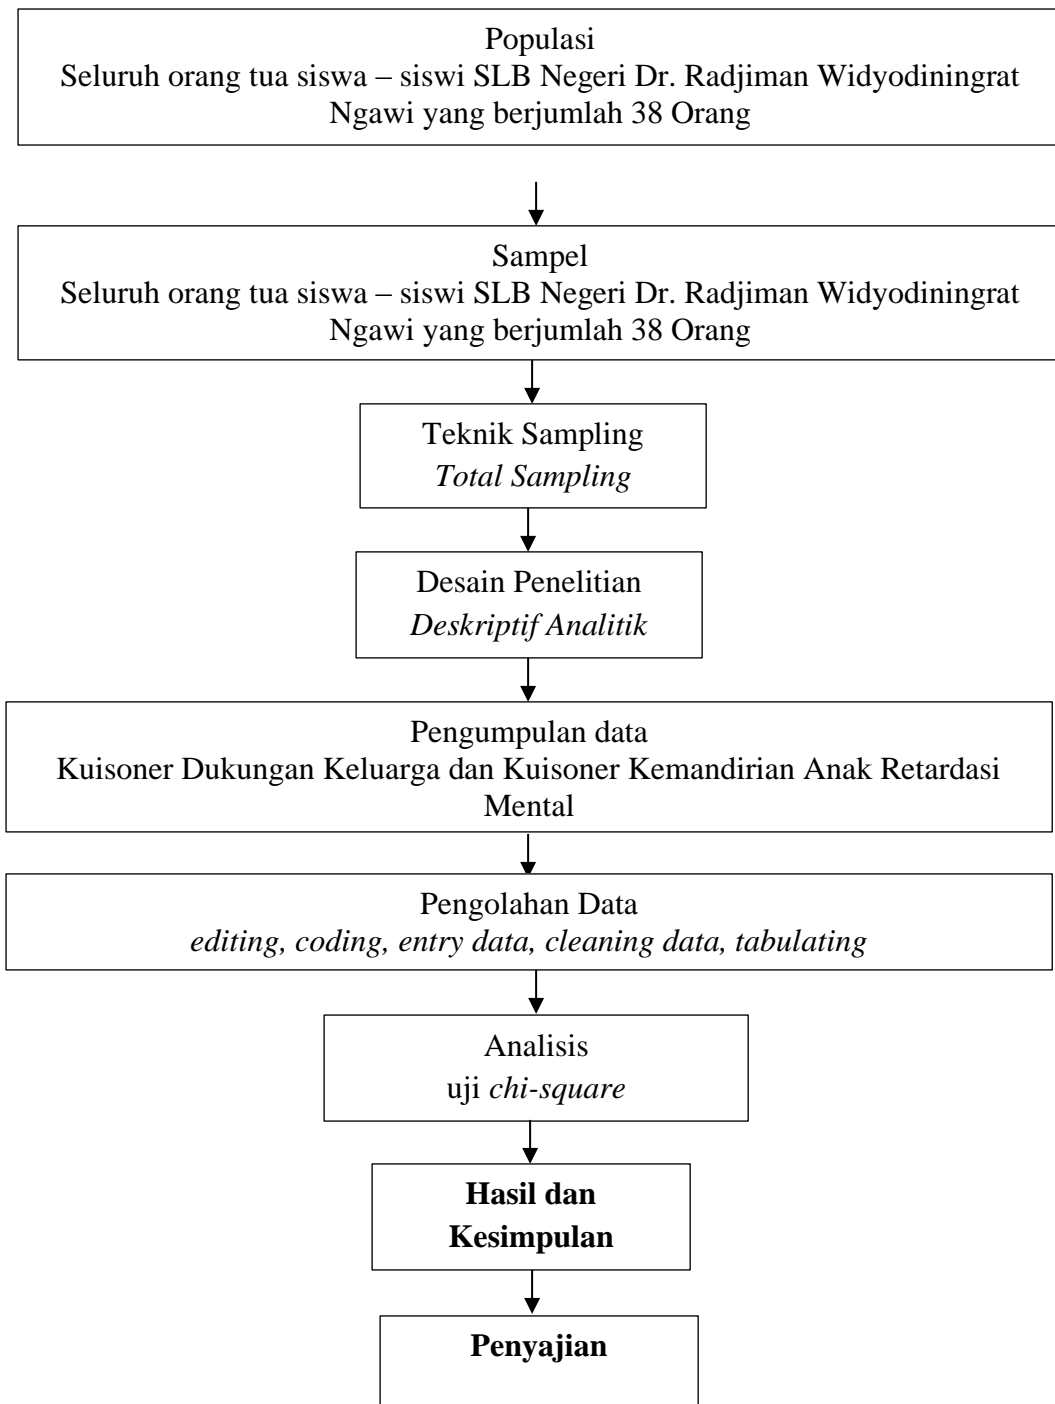 Populasi
Seluruh orang tua siswa – siswi SLB Negeri Dr. Radjiman Widyodiningrat
Ngawi yang berjumlah 38 Orang
Sampel
Seluruh orang tua siswa – siswi SLB Negeri Dr. Radjiman Widyodiningrat
Ngawi yang berjumlah 38 Orang
Teknik Sampling
Total Sampling
Desain Penelitian
Deskriptif Analitik
Pengumpulan data
Kuisoner Dukungan Keluarga dan Kuisoner Kemandirian Anak Retardasi
Mental
Pengolahan Data
editing, coding, entry data, cleaning data, tabulating
Analisis
uji chi-square
Hasil dan
Kesimpulan
Penyajian